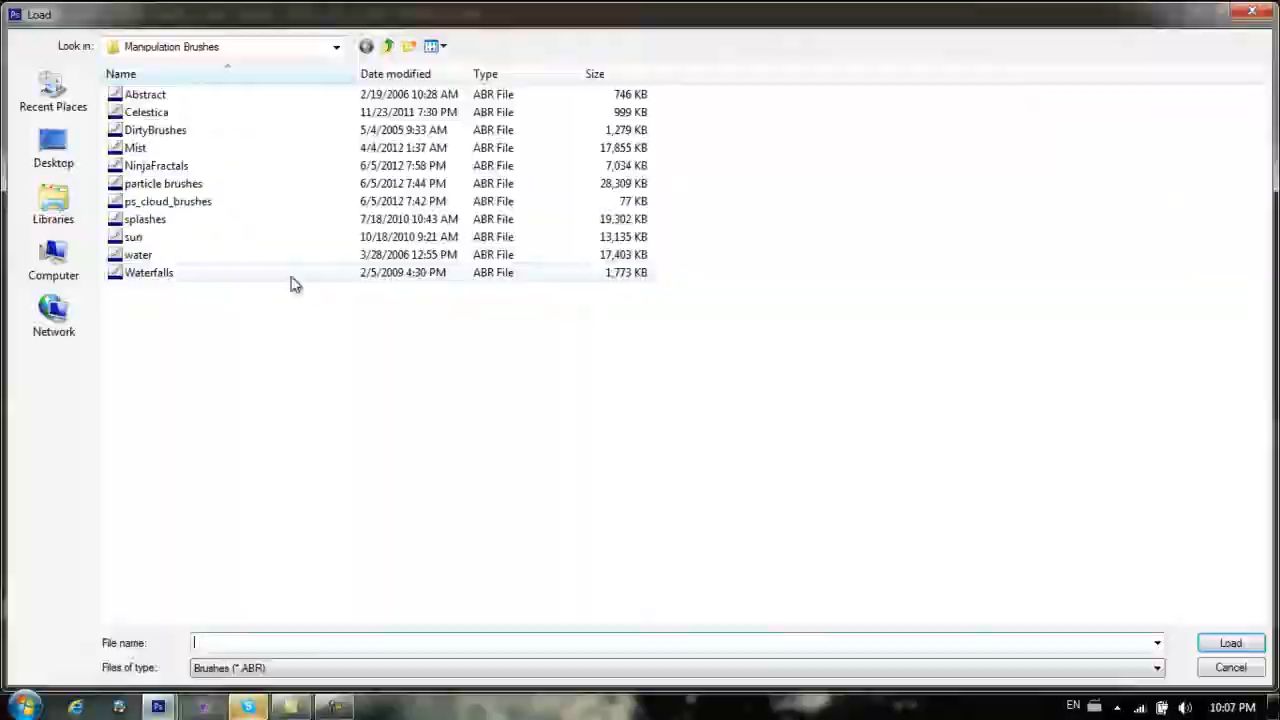 Ps Load
Look in: Manipulation Brushes
Name Date modified Type Size
Recent Places
Desktop
Libraries
Computer
Network
Abstract 2/19/2006 10:28 AM ABR File 746 KB
Celestica 11/23/2011 7:30 PM ABR File 999 KB
DirtyBrushes 5/4/2005 9:33 AM ABR File 1,279 KB
Mist 4/4/2012 1:37 AM ABR File 17,855 KB
NinjaFractals 6/5/2012 7:58 PM ABR File 7,034 KB
particle brushes 6/5/2012 7:44 PM ABR File 28,309 KB
ps_cloud_brushes 6/5/2012 7:42 PM ABR File 77 KB
splashes 7/18/2010 10:43 AM ABR File 19,302 KB
sun 10/18/2010 9:21 AM ABR File 13,135 KB
water 3/28/2006 12:55 PM ABR File 17,403 KB
Waterfalls 2/5/2009 4:30 PM ABR File 1,773 KB
File name: Load
Files of type: Brushes (*.ABR) Cancel
Ps EN 10:07 PM